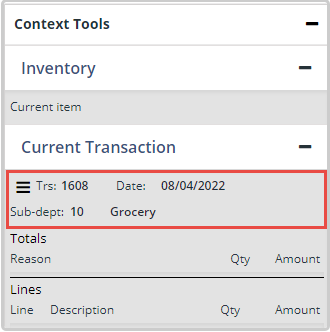 Context Tools
Inventory
Current item
Current Transaction
Trs: 1608 Date: 08/04/2022
Sub-dept: 10 Grocery
Totals
Reason Qty Amount
Lines
Line Description Qty Amount